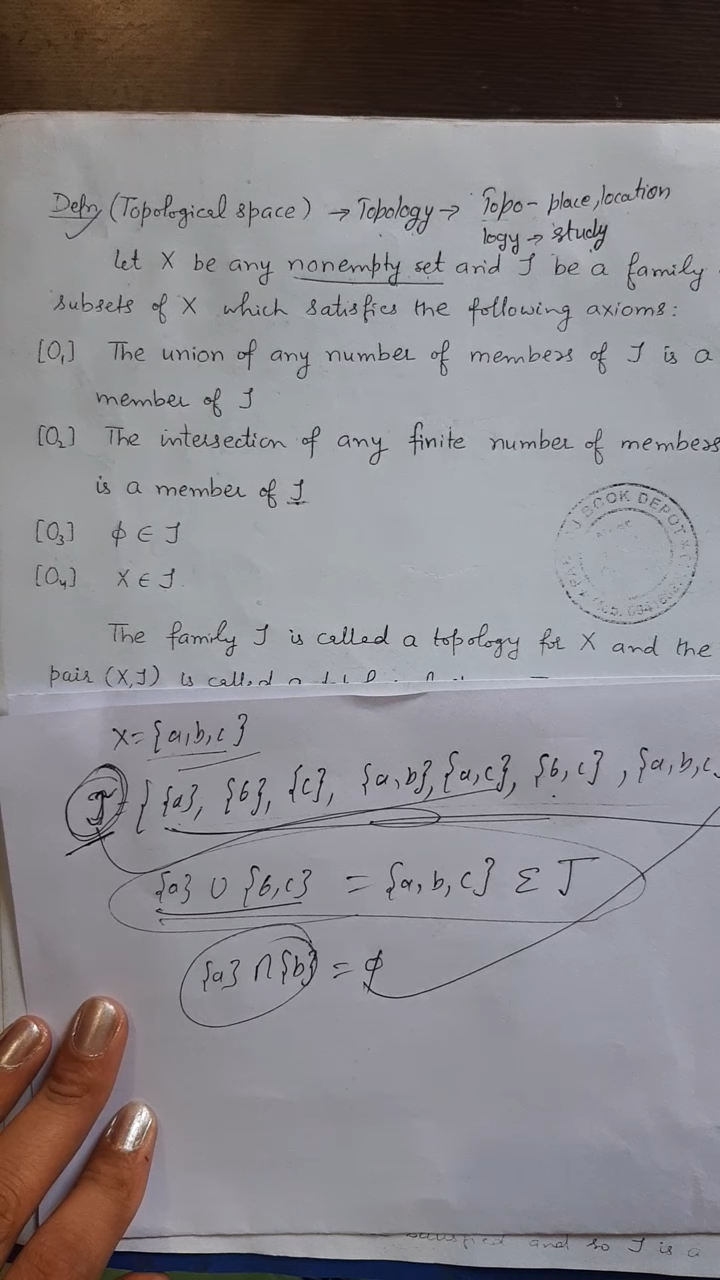 Defn (Topological space) → Topology → Topo - place, location
logy → study
Let X be any nonempty set and J be a family
subsets of X which satisfies the following axioms:
[O₁] The union of any number of members of J is a
member of J
[O₂] The intersection of any finite number of members
is a member of J
[O₃] ϕ ∈ J
[O₄] X ∈ J
BOOK DEPOT
The family J is called a topology for X and the
pair (X,J) is called a
X = {a,b,c}
J = { {a}, {b}, {c}, {a,b}, {a,c}, {b,c}, {a,b,c
{a} ∪ {b,c} = {a,b,c} Σ J
{a} ∩ {b} = ϕ
satisfied and so J is a